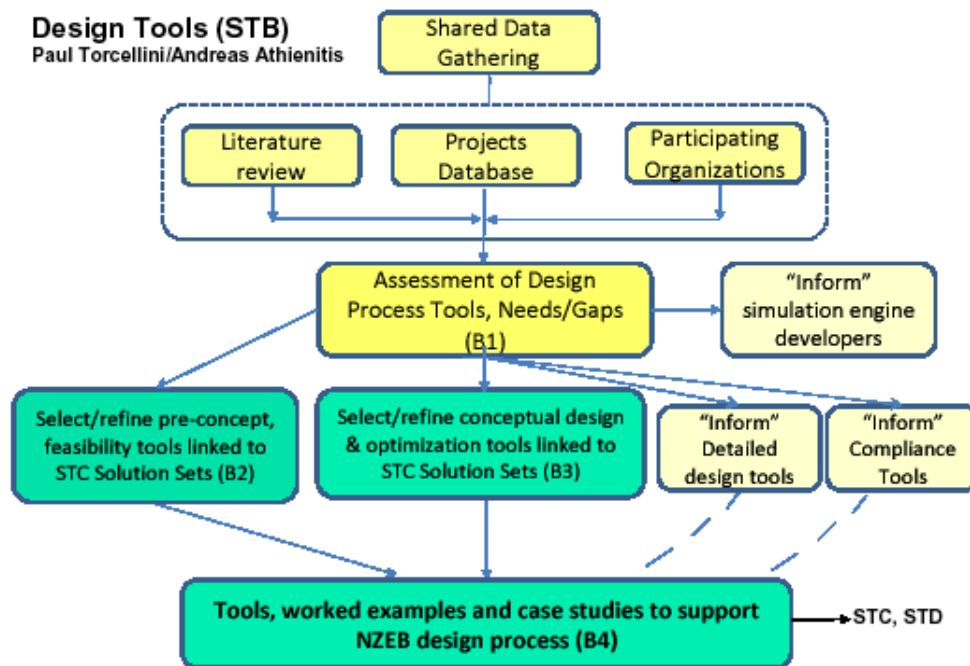 Design Tools (STB)
Paul Torcellini/Andreas Athienitis
Shared Data
Gathering
Literature
review
Projects
Database
Participating
Organizations
Assessment of Design
Process Tools, Needs/Gaps
(B1)
“Inform”
simulation engine
developers
Select/refine pre-concept,
feasibility tools linked to
STC Solution Sets (B2)
Select/refine conceptual design
& optimization tools linked to
STC Solution Sets (B3)
“Inform”
Detailed
design tools
“Inform”
Compliance
Tools
Tools, worked examples and case studies to support
NZEB design process (B4)
STC, STD